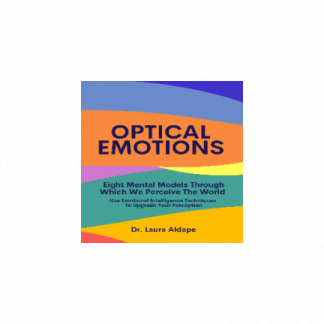 OPTICAL
EMOTIONS
Eight Mental Models Through
Which We Perceive The World
Use Emotional Intelligence Techniques
To Upgrade Your Perception
Dr. Laura Aldape